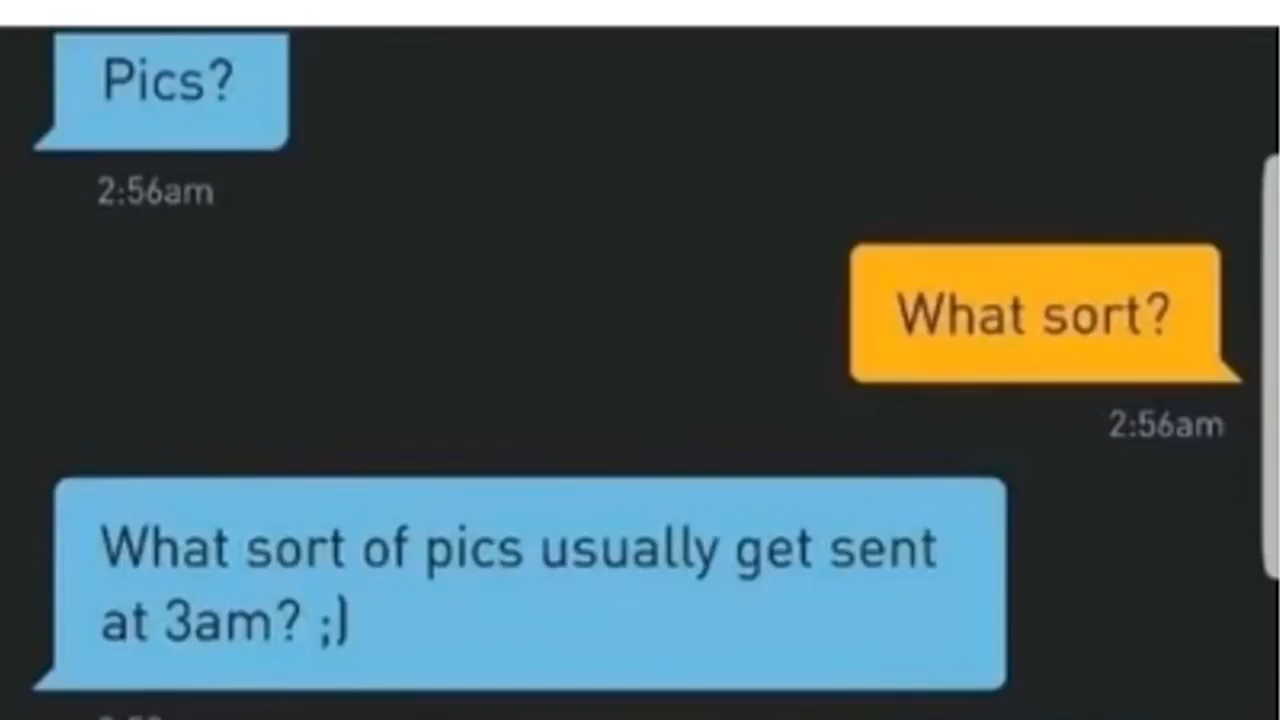 Pics?
2:56am
What sort?
2:56am
What sort of pics usually get sent
at 3am? ;)